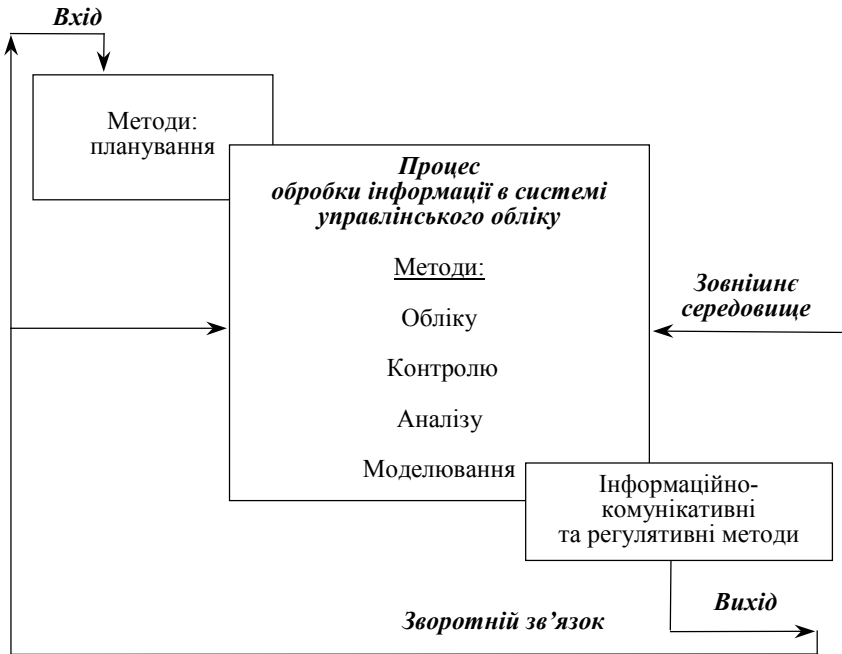 Вхід
Методи:
планування
Процес
обробки інформації в системі
управлінського обліку
Методи:
Обліку
Контролю
Аналізу
Моделювання
Зовнішнє
середовище
Інформаційно-
комунікативні
та регулятивні методи
Вихід
Зворотній зв’язок